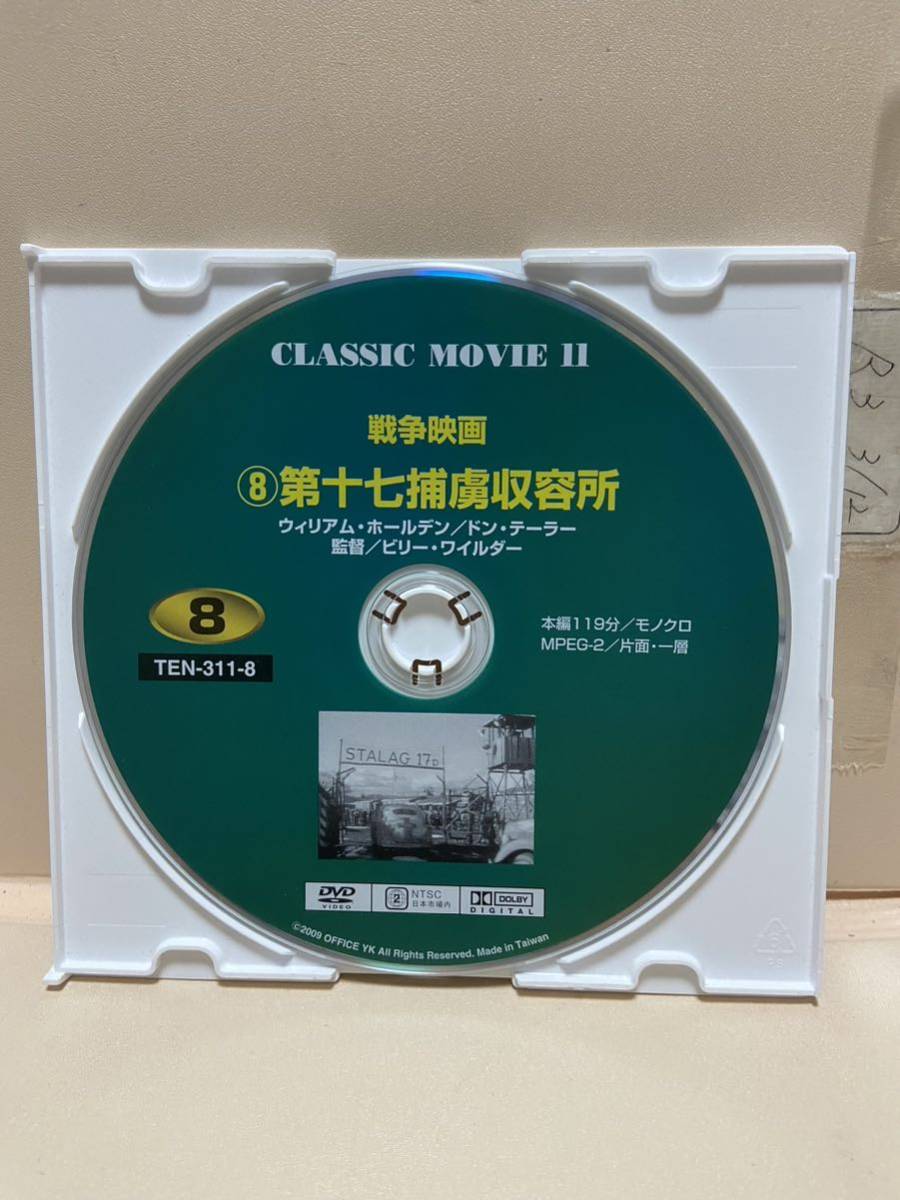 CLASSIC MOVIE 11
戦争映画
⑧第十七捕虜収容所
ウィリアム・ホールデン/ドン・テーラー
監督/ビリー・ワイルダー
8
TEN-311-8
本編119分/モノクロ
MPEG-2/片面・一層
STALAG 17D
DVD
VIDEO
2
NTSC
日本市場内
DOLBY
DIGITAL
©2009 OFFICE YK All Rights Reserved. Made in Taiwan